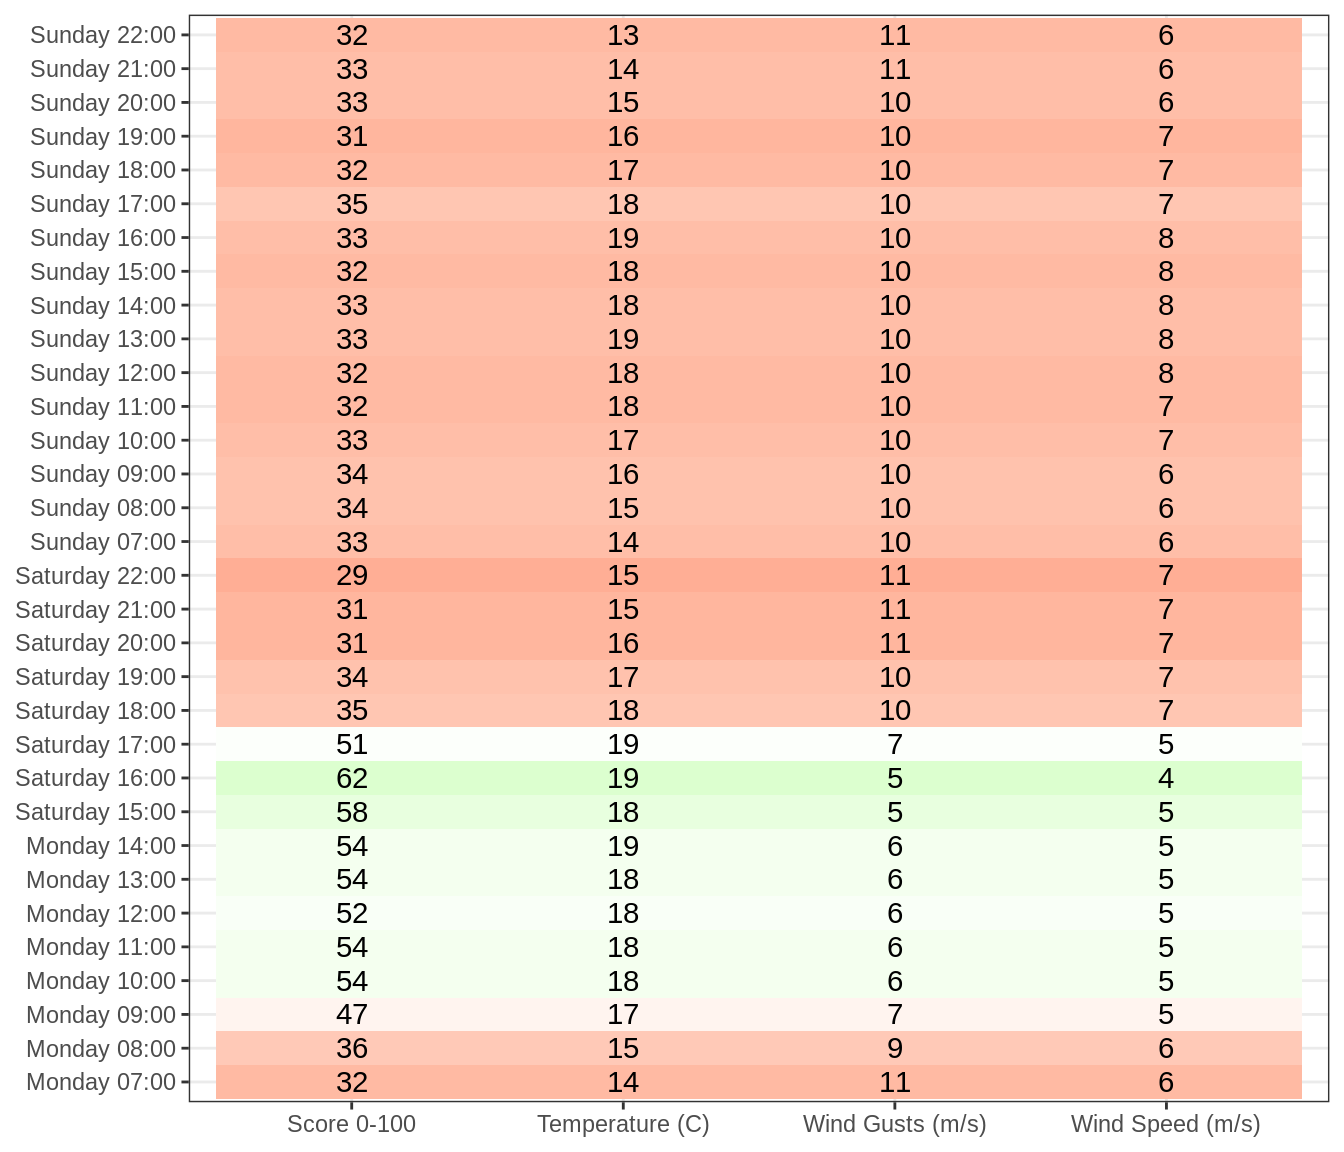 Sunday 22:00 32 13 11 6
Sunday 21:00 33 14 11 6
Sunday 20:00 33 15 10 6
Sunday 19:00 31 16 10 7
Sunday 18:00 32 17 10 7
Sunday 17:00 35 18 10 7
Sunday 16:00 33 19 10 8
Sunday 15:00 32 18 10 8
Sunday 14:00 33 18 10 8
Sunday 13:00 33 19 10 8
Sunday 12:00 32 18 10 8
Sunday 11:00 32 18 10 7
Sunday 10:00 33 17 10 7
Sunday 09:00 34 16 10 6
Sunday 08:00 34 15 10 6
Sunday 07:00 33 14 10 6
Saturday 22:00 29 15 11 7
Saturday 21:00 31 15 11 7
Saturday 20:00 31 16 11 7
Saturday 19:00 34 17 10 7
Saturday 18:00 35 18 10 7
Saturday 17:00 51 19 7 5
Saturday 16:00 62 19 5 4
Saturday 15:00 58 18 5 5
Monday 14:00 54 19 6 5
Monday 13:00 54 18 6 5
Monday 12:00 52 18 6 5
Monday 11:00 54 18 6 5
Monday 10:00 54 18 6 5
Monday 09:00 47 17 7 5
Monday 08:00 36 15 9 6
Monday 07:00 32 14 11 6
Score 0-100 Temperature (C) Wind Gusts (m/s) Wind Speed (m/s)